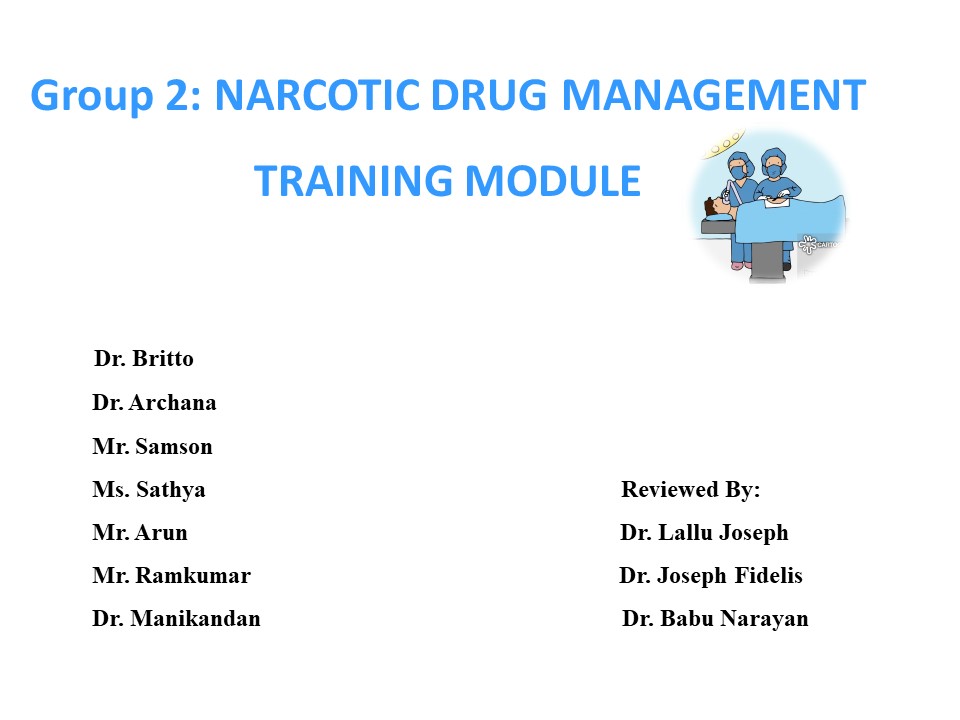 Group 2: NARCOTIC DRUG MANAGEMENT
TRAINING MODULE
Dr. Britto
Dr. Archana
Mr. Samson
Ms. Sathya
Mr. Arun
Mr. Ramkumar
Dr. Manikandan
Reviewed By:
Dr. Lallu Joseph
Dr. Joseph Fidelis
Dr. Babu Narayan